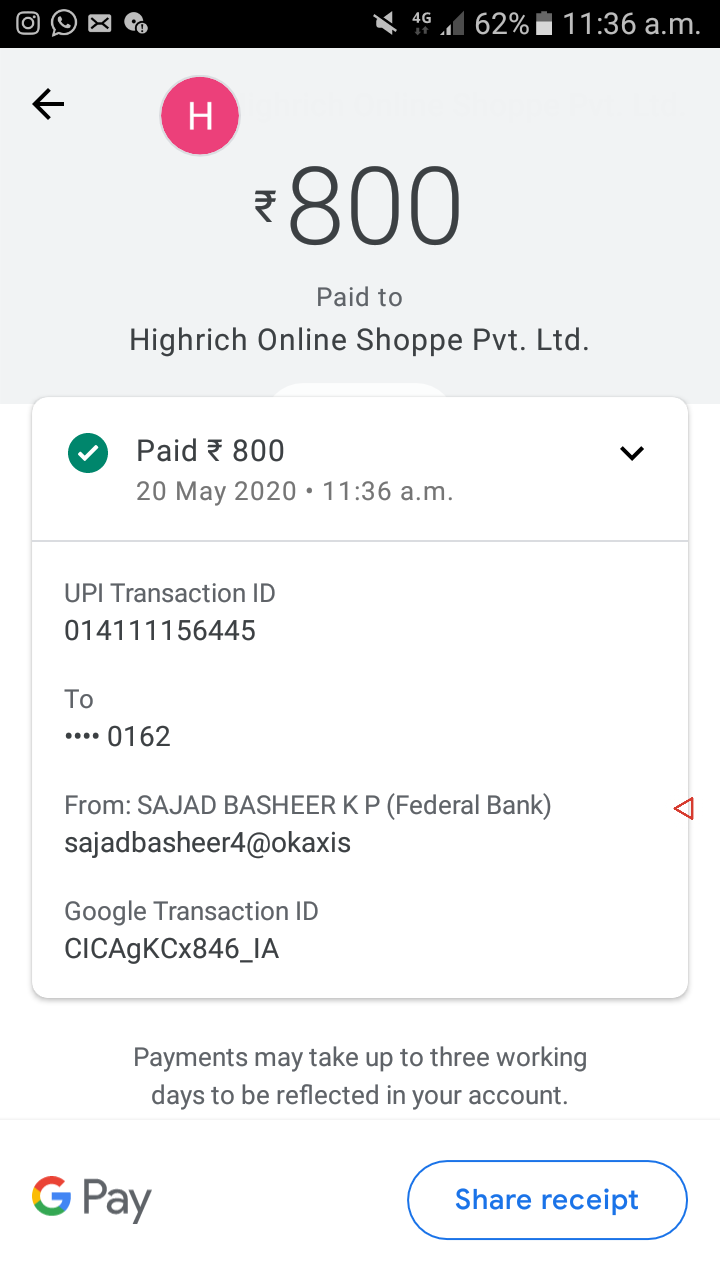 4G 62% 11:36 a.m.
H
₹800
Paid to
Highrich Online Shoppe Pvt. Ltd.
Paid ₹ 800
20 May 2020 • 11:36 a.m.
UPI Transaction ID
014111156445
To
•••• 0162
From: SAJAD BASHEER K P (Federal Bank)
sajadbasheer4@okaxis
Google Transaction ID
CICAgKCx846_IA
Payments may take up to three working
days to be reflected in your account.
G Pay
Share receipt